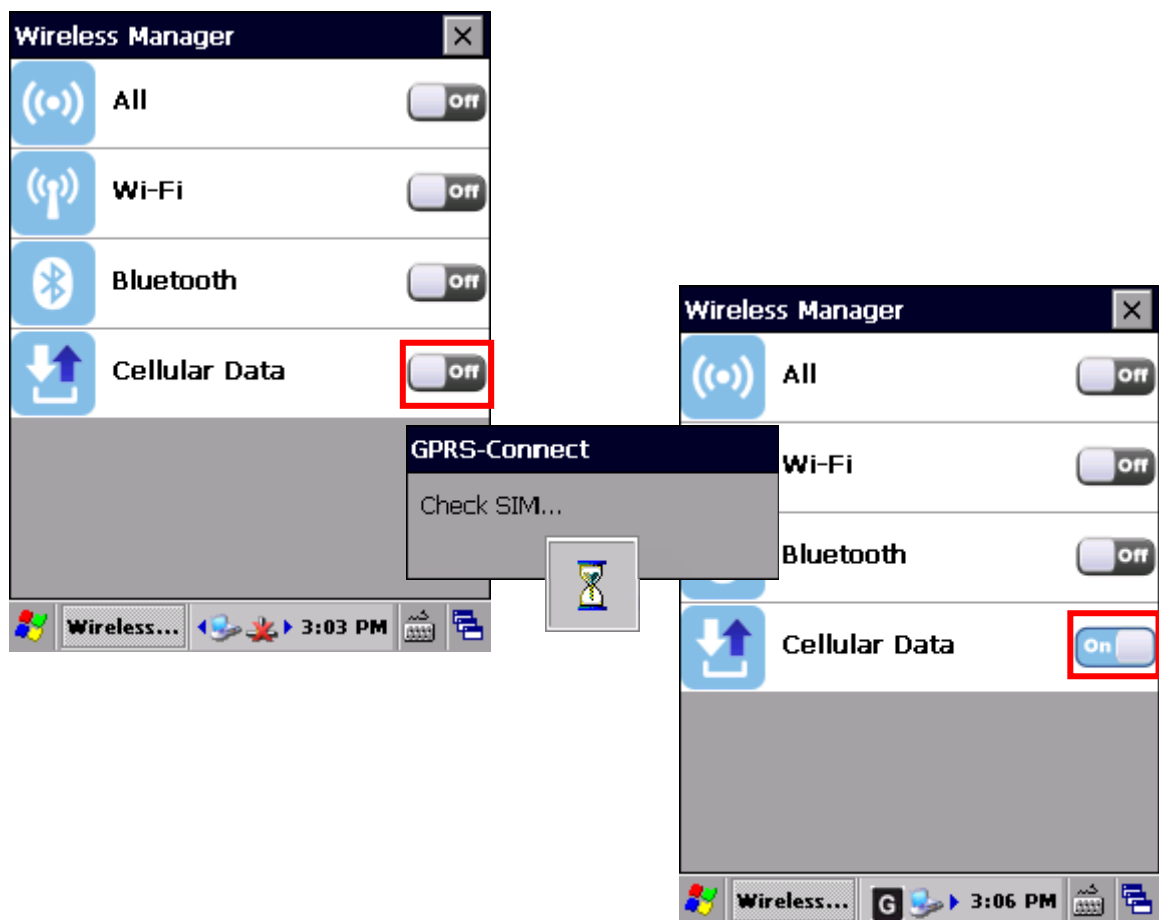 Wireless Manager
All
Off
Wi-Fi
Off
Bluetooth
Off
Cellular Data
Off
Wireless... 3:03 PM
GPRS-Connect
Check SIM...
Wireless Manager
All
Off
Wi-Fi
Off
Bluetooth
Off
Cellular Data
On
Wireless... G 3:06 PM